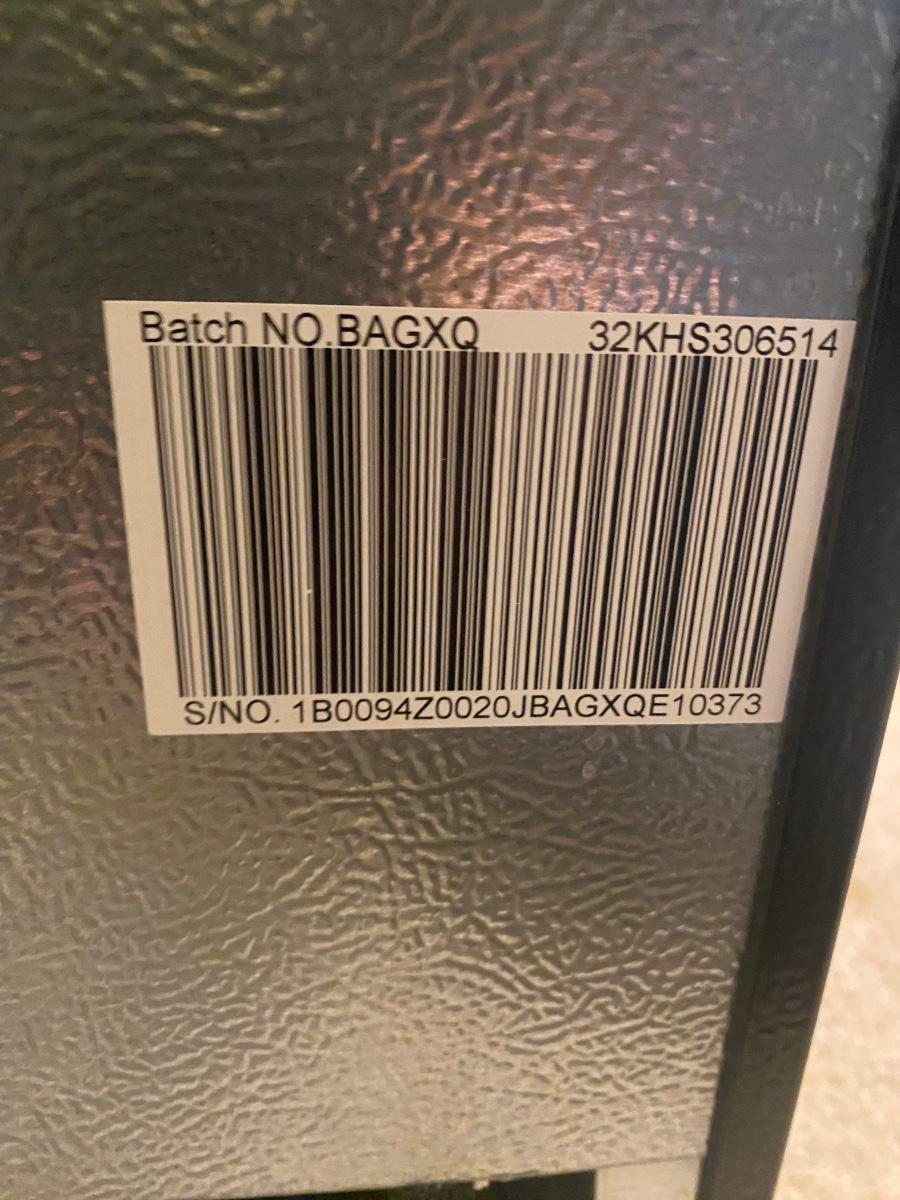 Batch NO.BAGXQ 32KHS306514
S/NO. 1B0094Z0020JBAGXQE10373